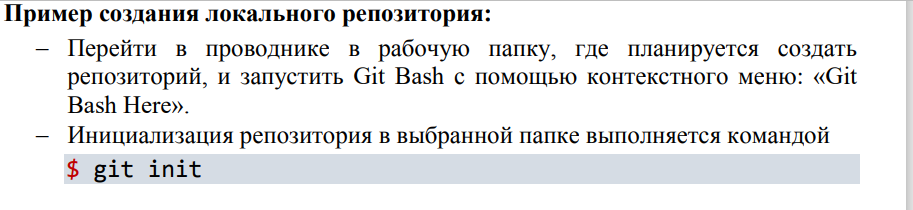 Пример создания локального репозитория:
– Перейти в проводнике в рабочую папку, где планируется создать
репозиторий, и запустить Git Bash с помощью контекстного меню: «Git
Bash Here».
– Инициализация репозитория в выбранной папке выполняется командой
$ git init